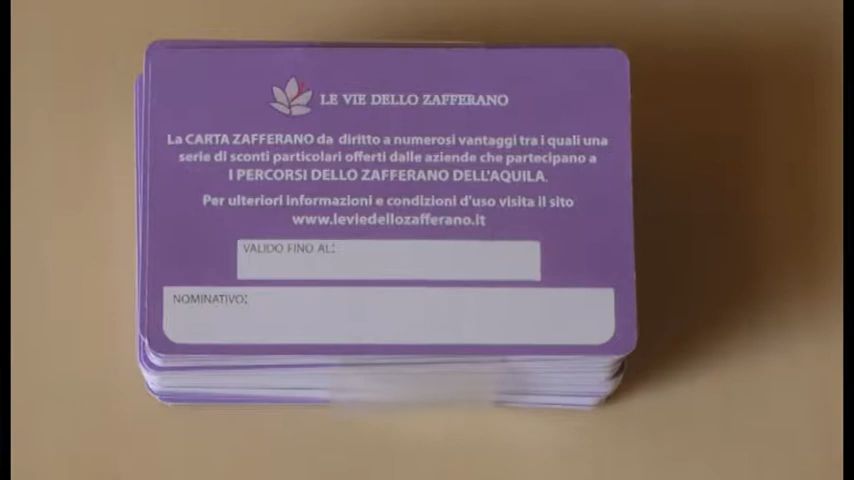 LE VIE DELLO ZAFFERANO
La CARTA ZAFFERANO da diritto a numerosi vantaggi tra i quali una
serie di sconti particolari offerti dalle aziende che partecipano a
I PERCORSI DELLO ZAFFERANO DELL'AQUILA.
Per ulteriori informazioni e condizioni d'uso visita il sito
www.leviedellozafferano.it
VALIDO FINO AL:
NOMINATIVO: